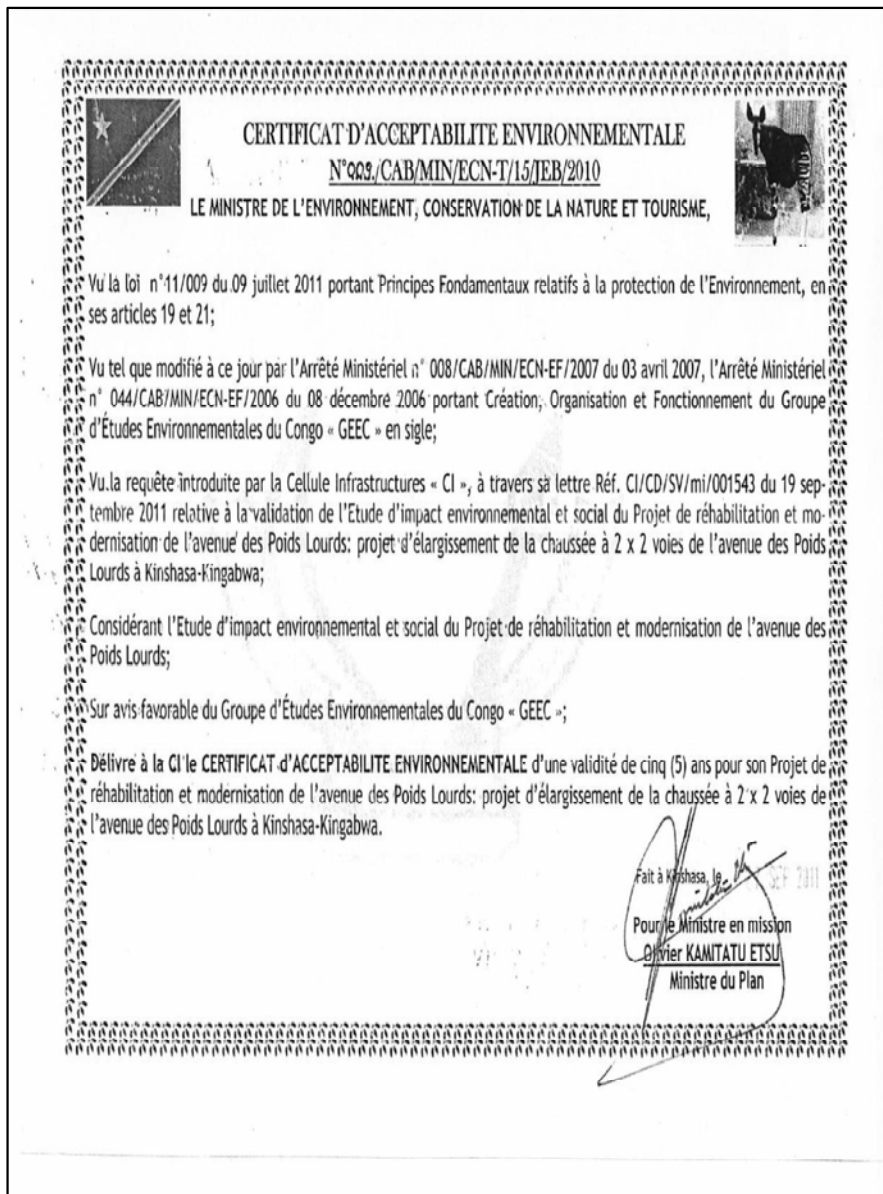 CERTIFICAT D'ACCEPTABILITE ENVIRONNEMENTALE
/CAB/MIN/ECN-T/15/JEB/2010
LE MINISTRE DE L'ENVIRONNEMENT, CONSERVATION DE LA NATURE ET TOURISME,
Vu la loi n°11/009 du 09 juillet 2011 portant Principes Fondamentaux relatifs à la protection de l'Environnement, en
ses articles 19 et 21;
Vu tel que modifié à ce jour par l'Arrêté Ministériel n° 008/CAB/MIN/ECN-EF/2007 du 03 avril 2007, l'Arrêté Ministériel
n° 044/CAB/MIN/ECN-EF/2006 du 08 décembre 2006 portant Création, Organisation et Fonctionnement du Groupe
d'Études Environnementales du Congo « GEEC » en sigle;
Vu la requête introduite par la Cellule Infrastructures « CI », à travers sa lettre Réf. CI/CD/SV/mi/001543 du 19 sep-
tembre 2011 relative à la validation de l'Etude d'impact environnemental et social du Projet de réhabilitation et mo-
dernisation de l'avenue des Poids Lourds: projet d'élargissement de la chaussée à 2 x 2 voies de l'avenue des Poids
Lourds à Kinshasa-Kingabwa;
Considérant l'Etude d'impact environnemental et social du Projet de réhabilitation et modernisation de l'avenue des
Poids Lourds;
Sur avis favorable du Groupe d'Études Environnementales du Congo « GEEC »;
Délivre à la CI le CERTIFICAT d'ACCEPTABILITE ENVIRONNEMENTALE d'une validité de cinq (5) ans pour son Projet de
réhabilitation et modernisation de l'avenue des Poids Lourds: projet d'élargissement de la chaussée à 2 x 2 voies de
l'avenue des Poids Lourds à Kinshasa-Kingabwa.
Fait à Kinshasa, le SEP 2011
Pour le Ministre en mission
Olivier KAMITATU ETSU
Ministre du Plan